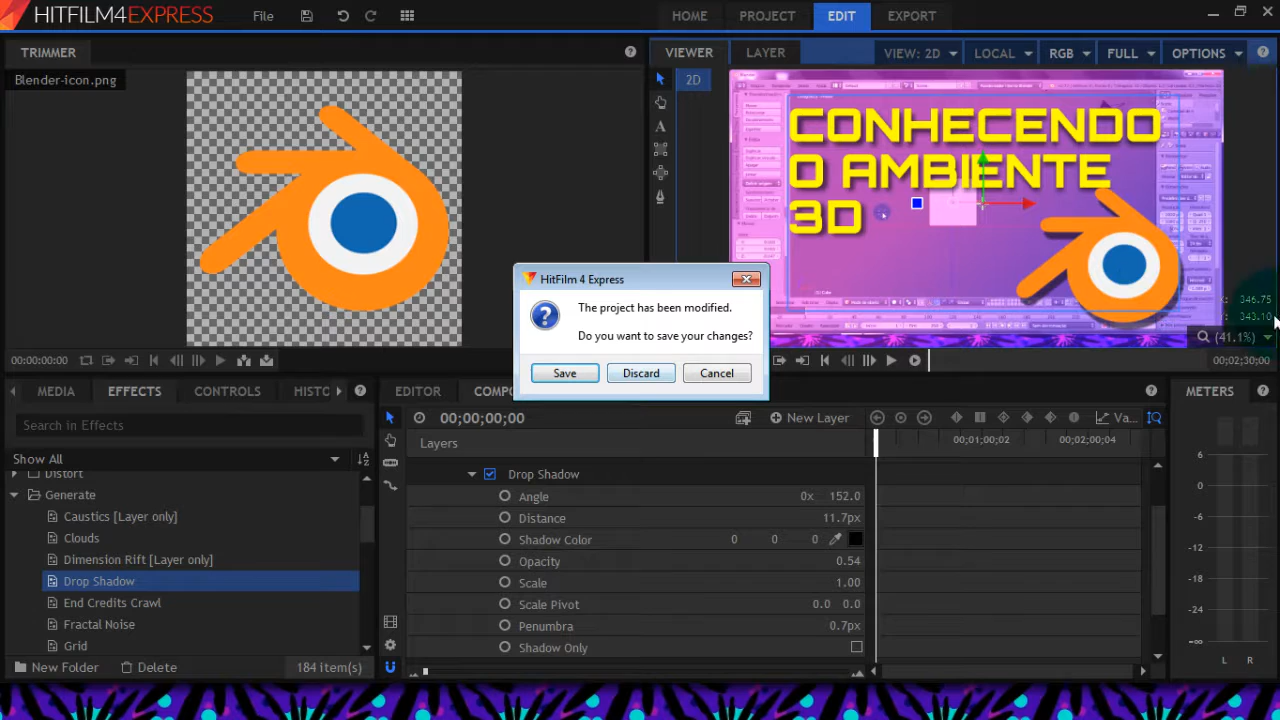 HITFILM4EXPRESS File HOME PROJECT EDIT EXPORT
TRIMMER VIEWER LAYER VIEW: 2D LOCAL RGB FULL OPTIONS
Blender-icon.png 2D
CONHECENDO
O AMBIENTE
3D
HitFilm 4 Express
The project has been modified.
Do you want to save your changes?
Save Discard Cancel
346.75
343.10
(41.1%)
00:00:00:00 00:02:30;00
MEDIA EFFECTS CONTROLS HISTO EDITOR COMPO METERS
Search in Effects 00;00;00;00 New Layer Va...
Show All Layers 00;01;00;02 00;02;00;04
Distort
Generate
Caustics [Layer only]
Clouds
Dimension Rift [Layer only]
Drop Shadow
End Credits Crawl
Fractal Noise
Grid
New Folder Delete 184 item(s)
Drop Shadow
Angle 0x 152.0
Distance 11.7px
Shadow Color 0 0 0
Opacity 0.54
Scale 1.00
Scale Pivot 0.0 0.0
Penumbra 0.7px
Shadow Only
6
0
-6
-12
-18
-24
-∞
L R